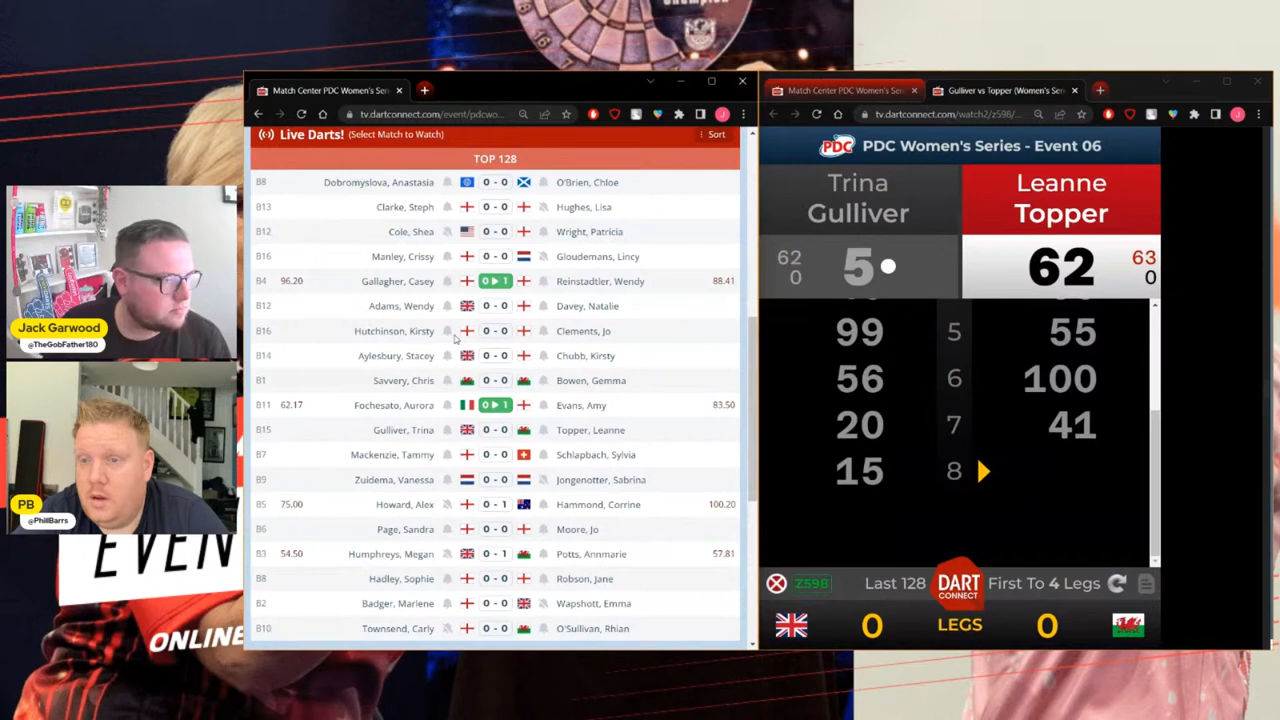 Champion
Match Center PDC Women's Ser
tv.dartconnect.com/event/pdcwo...
Live Darts! (Select Match to Watch)
Sort
TOP 128
B8 Dobromyslova, Anastasia 0 - 0 O'Brien, Chloe
B13 Clarke, Steph 0 - 0 Hughes, Lisa
B12 Cole, Shea 0 - 0 Wright, Patricia
B16 Manley, Crissy 0 - 0 Gloudemans, Lincy
B4 96.20 Gallagher, Casey 0 ▶ 1 Reinstadtler, Wendy 88.41
B12 Adams, Wendy 0 - 0 Davey, Natalie
B16 Hutchinson, Kirsty 0 - 0 Clements, Jo
B14 Aylesbury, Stacey 0 - 0 Chubb, Kirsty
B1 Savvery, Chris 0 - 0 Bowen, Gemma
B11 62.17 Fochesato, Aurora 0 ▶ 1 Evans, Amy 83.50
B15 Gulliver, Trina 0 - 0 Topper, Leanne
B7 Mackenzie, Tammy 0 - 0 Schlapbach, Sylvia
B9 Zuidema, Vanessa 0 - 0 Jongenotter, Sabrina
B5 75.00 Howard, Alex 0 - 1 Hammond, Corrine 100.20
B6 Page, Sandra 0 - 0 Moore, Jo
B3 54.50 Humphreys, Megan 0 - 1 Potts, Annmarie 57.81
B8 Hadley, Sophie 0 - 0 Robson, Jane
B2 Badger, Marlene 0 - 0 Wapshott, Emma
B10 Townsend, Carly 0 - 0 O'Sullivan, Rhian
Match Center PDC Women's Ser
Gulliver vs Topper (Women's Seri
tv.dartconnect.com/watch2/z598/...
PDC PDC Women's Series - Event 06
Trina
Gulliver
Leanne
Topper
62
0
5
62
63
0
99 5 55
56 6 100
20 7 41
15 8
Z598 Last 128 DART
CONNECT First To 4 Legs
0 LEGS 0
Jack Garwood
@TheGobFather180
PB
@PhillBarrs
EVEN
ONLINE